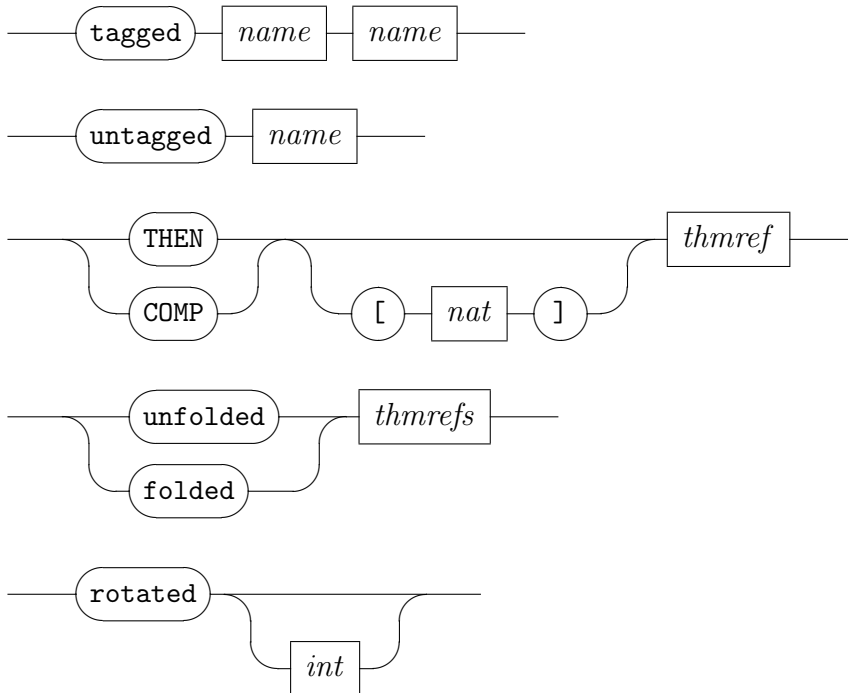 tagged name name
untagged name
THEN thmref
COMP [ nat ]
unfolded thmrefs
folded
rotated
int